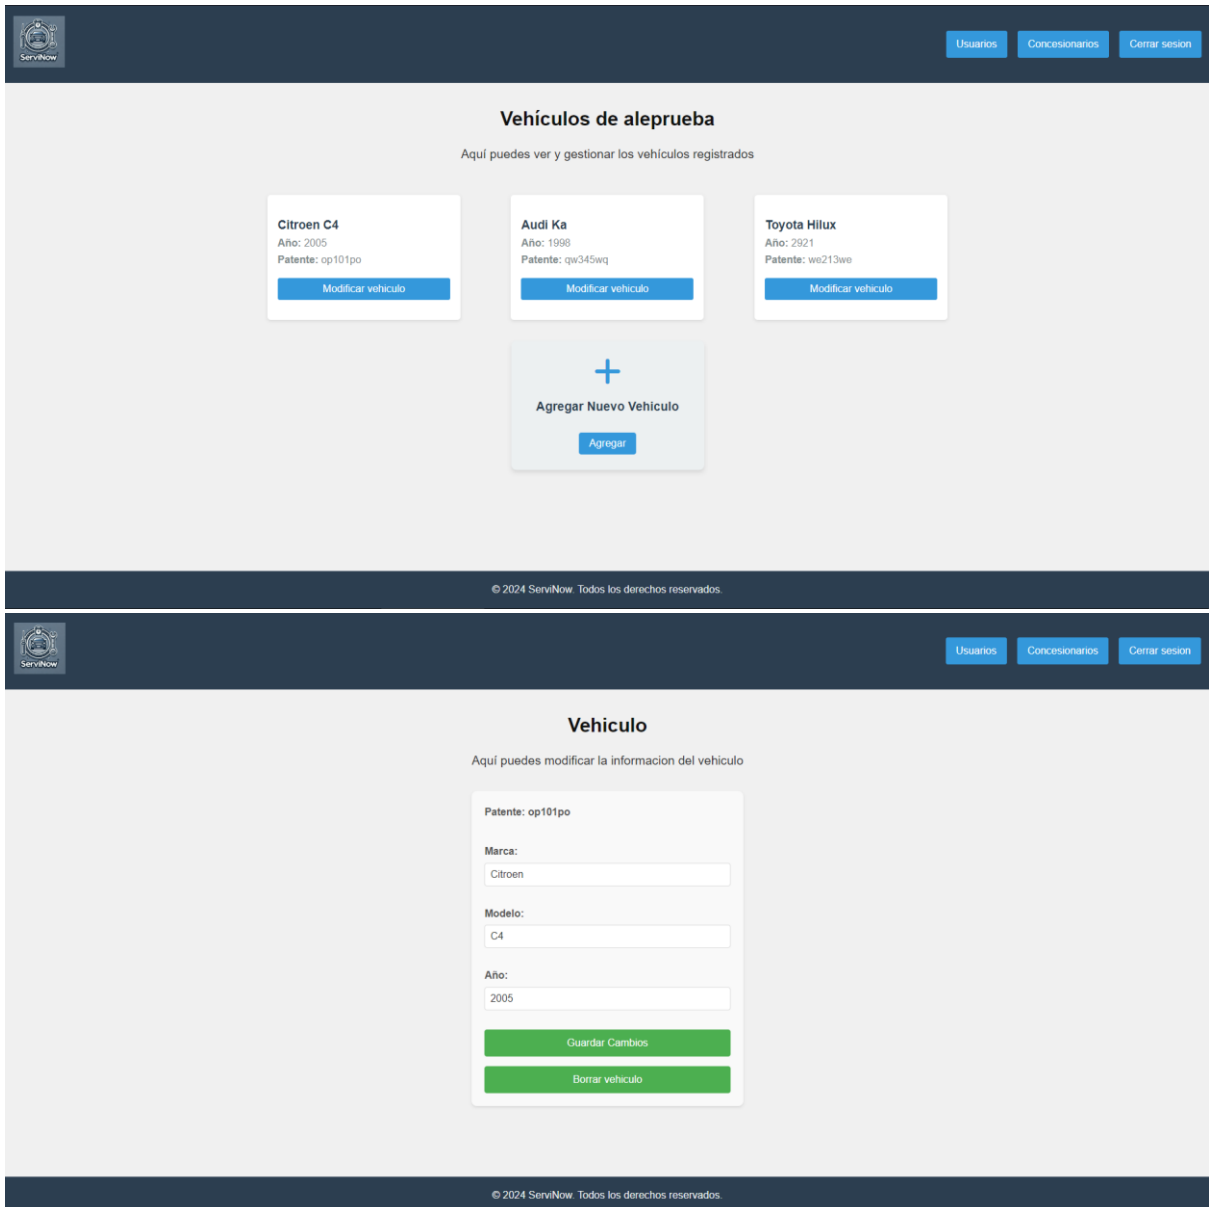 ServiNow
Usuarios Concesionarios Cerrar sesion
Vehículos de aleprueba
Aquí puedes ver y gestionar los vehículos registrados
Citroen C4
Año: 2005
Patente: op101po
Modificar vehiculo
Audi Ka
Año: 1998
Patente: qw345wq
Modificar vehiculo
Toyota Hilux
Año: 2921
Patente: we213we
Modificar vehiculo
Agregar Nuevo Vehiculo
Agregar
© 2024 ServiNow. Todos los derechos reservados.
ServiNow
Usuarios Concesionarios Cerrar sesion
Vehiculo
Aquí puedes modificar la informacion del vehiculo
Patente: op101po
Marca:
Citroen
Modelo:
C4
Año:
2005
Guardar Cambios
Borrar vehiculo
© 2024 ServiNow. Todos los derechos reservados.